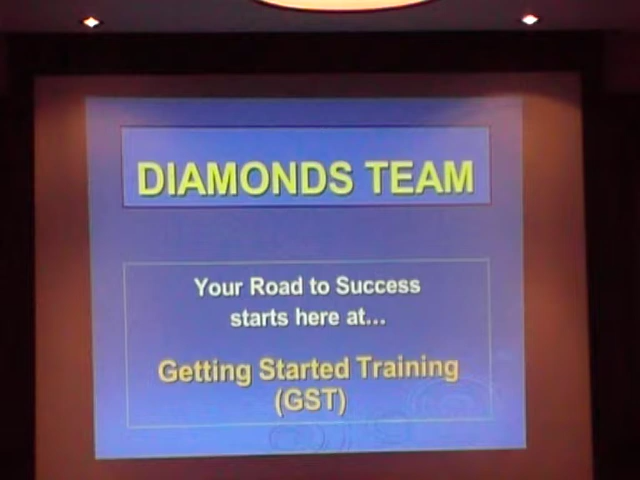 DIAMONDS TEAM
Your Road to Success
starts here at...
Getting Started Training
(GST)